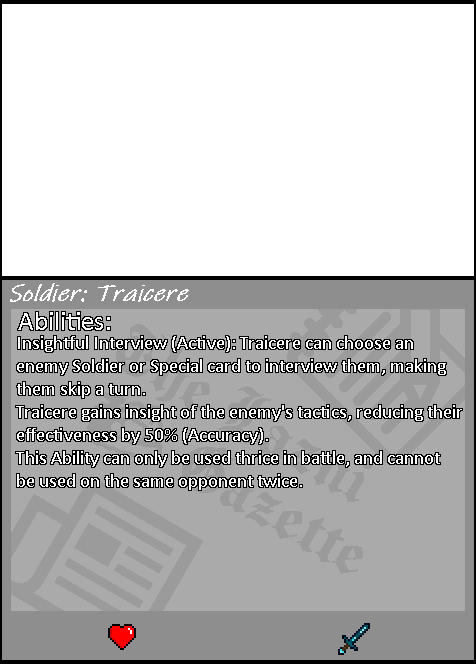 Soldier: Traicere
Abilities:
Insightful Interview (Active): Traicere can choose an
enemy Soldier or Special card to interview them, making
them skip a turn.
Traicere gains insight of the enemy's tactics, reducing their
effectiveness by 50% (Accuracy).
This Ability can only be used thrice in battle, and cannot
be used on the same opponent twice.
Gazette